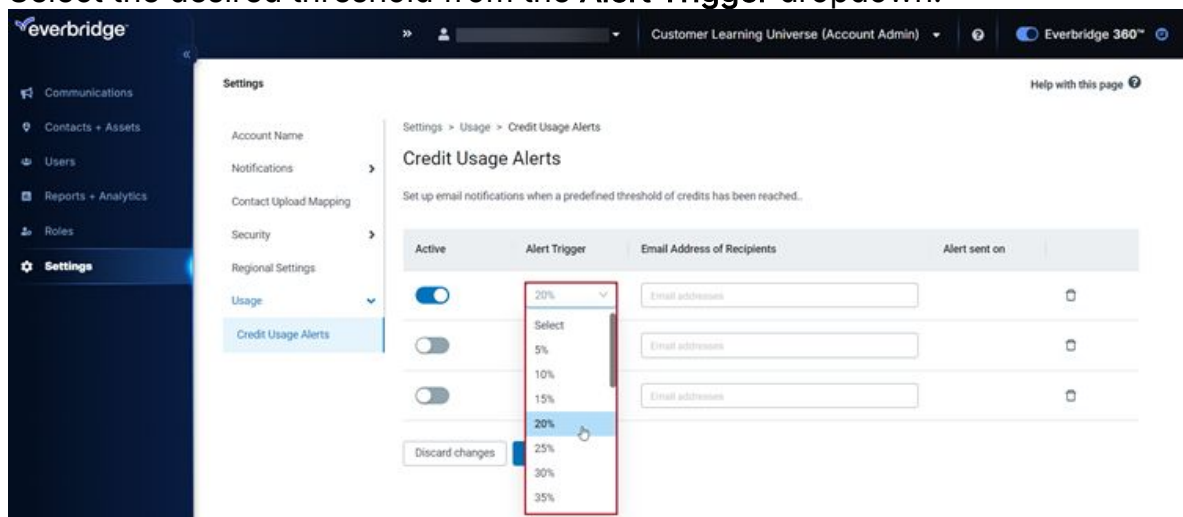 Select the desired threshold from the Alert Trigger dropdown.
everbridge
»
Customer Learning Universe (Account Admin)
Everbridge 360™
«
Communications
Contacts + Assets
Users
Reports + Analytics
Roles
Settings
Settings
Help with this page
Account Name
Notifications
Contact Upload Mapping
Security
Regional Settings
Usage
Credit Usage Alerts
Settings > Usage > Credit Usage Alerts
Credit Usage Alerts
Set up email notifications when a predefined threshold of credits has been reached..
Active Alert Trigger Email Address of Recipients Alert sent on
20% Email addresses
Email addresses
Email addresses
Select
5%
10%
15%
20%
25%
30%
35%
Discard changes